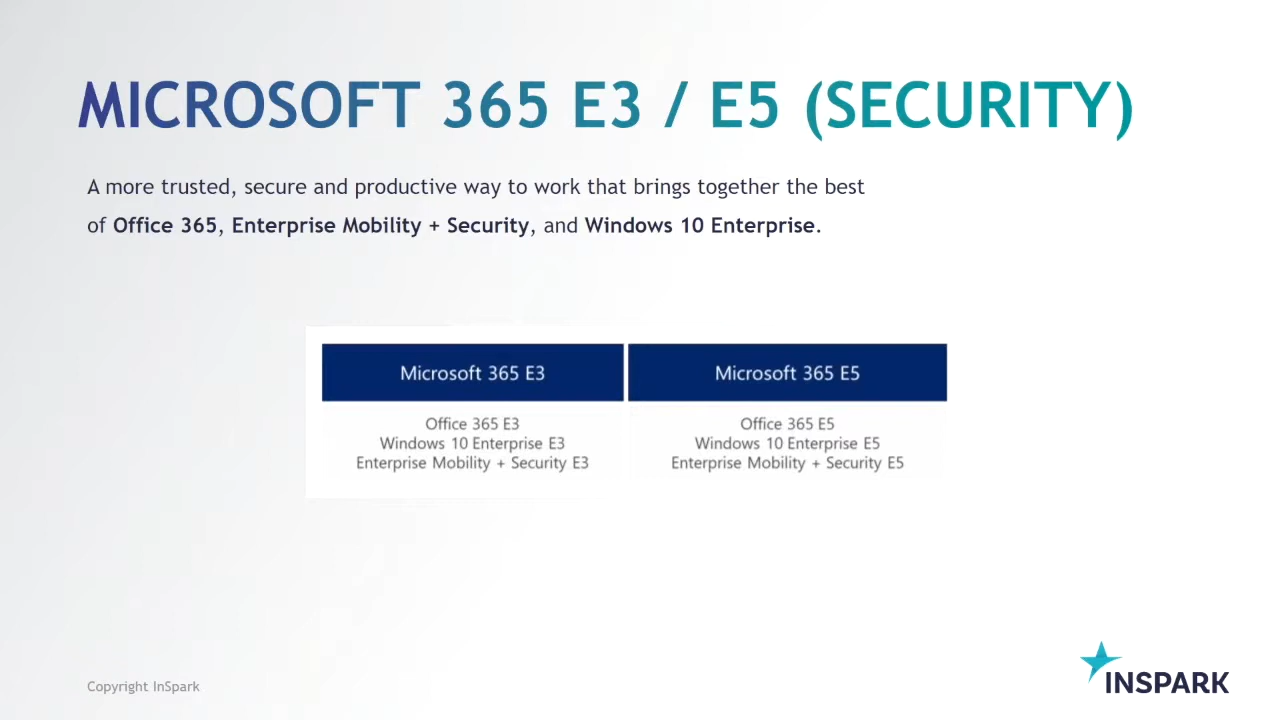 MICROSOFT 365 E3 / E5 (SECURITY)
A more trusted, secure and productive way to work that brings together the best
of Office 365, Enterprise Mobility + Security, and Windows 10 Enterprise.
Microsoft 365 E3
Office 365 E3
Windows 10 Enterprise E3
Enterprise Mobility + Security E3
Microsoft 365 E5
Office 365 E5
Windows 10 Enterprise E5
Enterprise Mobility + Security E5
Copyright InSpark
INSPARK